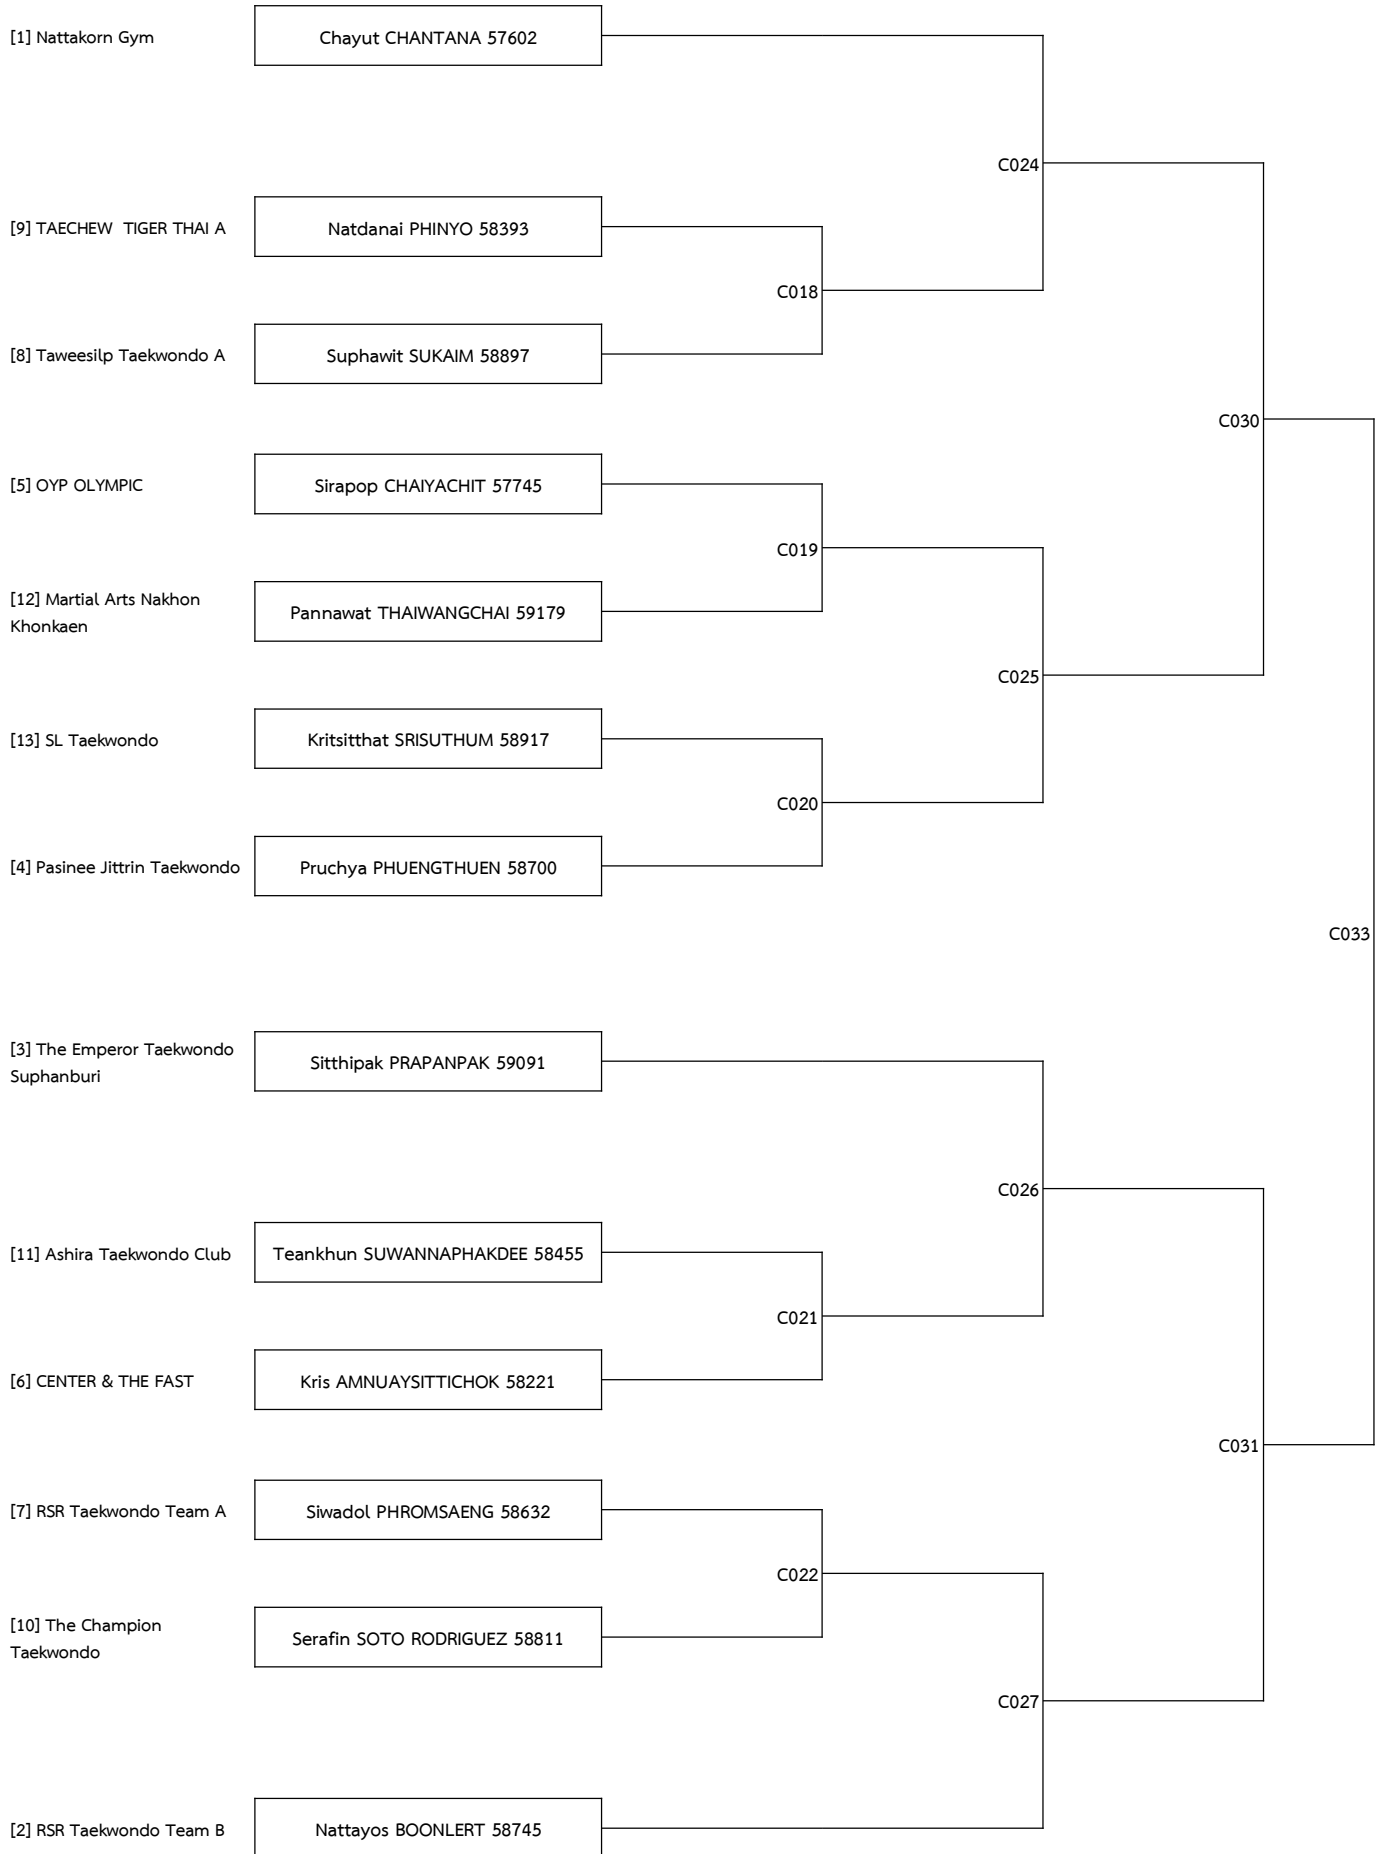 [1] Nattakorn Gym
Chayut CHANTANA 57602
C024
[9] TAECHEW  TIGER THAI A
Natdanai PHINYO 58393
C018
[8] Taweesilp Taekwondo A
Suphawit SUKAIM 58897
C030
[5] OYP OLYMPIC
Sirapop CHAIYACHIT 57745
C019
[12] Martial Arts Nakhon
Khonkaen
Pannawat THAIWANGCHAI 59179
C025
[13] SL Taekwondo
Kritsitthat SRISUTHUM 58917
C020
[4] Pasinee Jittrin Taekwondo
Pruchya PHUENGTHUEN 58700
C033
[3] The Emperor Taekwondo
Suphanburi
Sitthipak PRAPANPAK 59091
C026
[11] Ashira Taekwondo Club
Teankhun SUWANNAPHAKDEE 58455
C021
[6] CENTER & THE FAST
Kris AMNUAYSITTICHOK 58221
C031
[7] RSR Taekwondo Team A
Siwadol PHROMSAENG 58632
C022
[10] The Champion
Taekwondo
Serafin SOTO RODRIGUEZ 58811
C027
[2] RSR Taekwondo Team B
Nattayos BOONLERT 58745